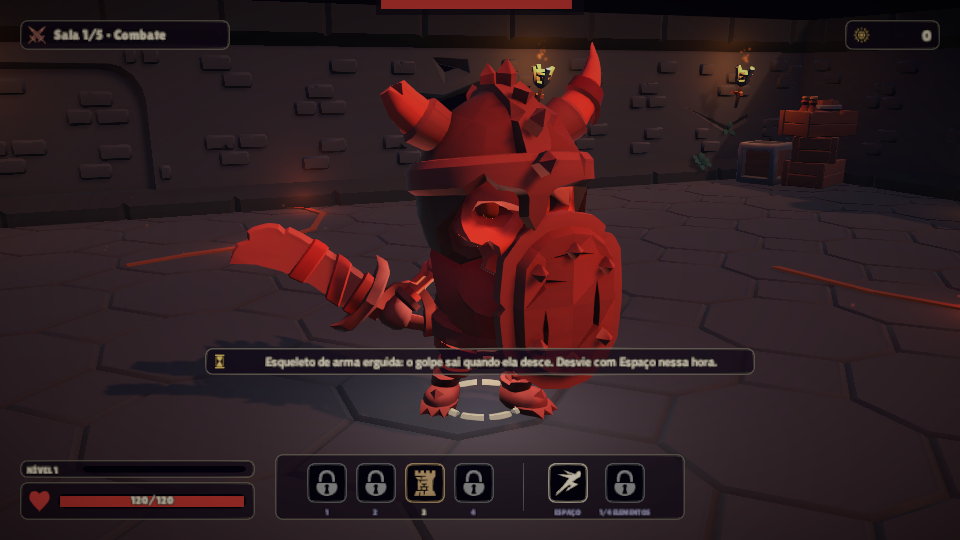 Sala 1/5 · Combate
0
Esqueleto de arma erguida: o golpe sai quando ela desce. Desvie com Espaço nessa hora.
NÍVEL 1
120/120
1 2 3 4 ESPAÇO 1/4 ELEMENTOS